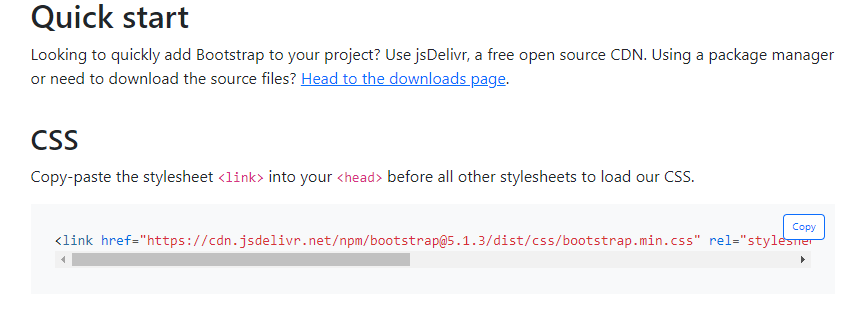 Quick start
Looking to quickly add Bootstrap to your project? Use jsDelivr, a free open source CDN. Using a package manager
or need to download the source files? Head to the downloads page.
CSS
Copy-paste the stylesheet <link> into your <head> before all other stylesheets to load our CSS.
Copy
<link href="https://cdn.jsdelivr.net/npm/bootstrap@5.1.3/dist/css/bootstrap.min.css" rel="